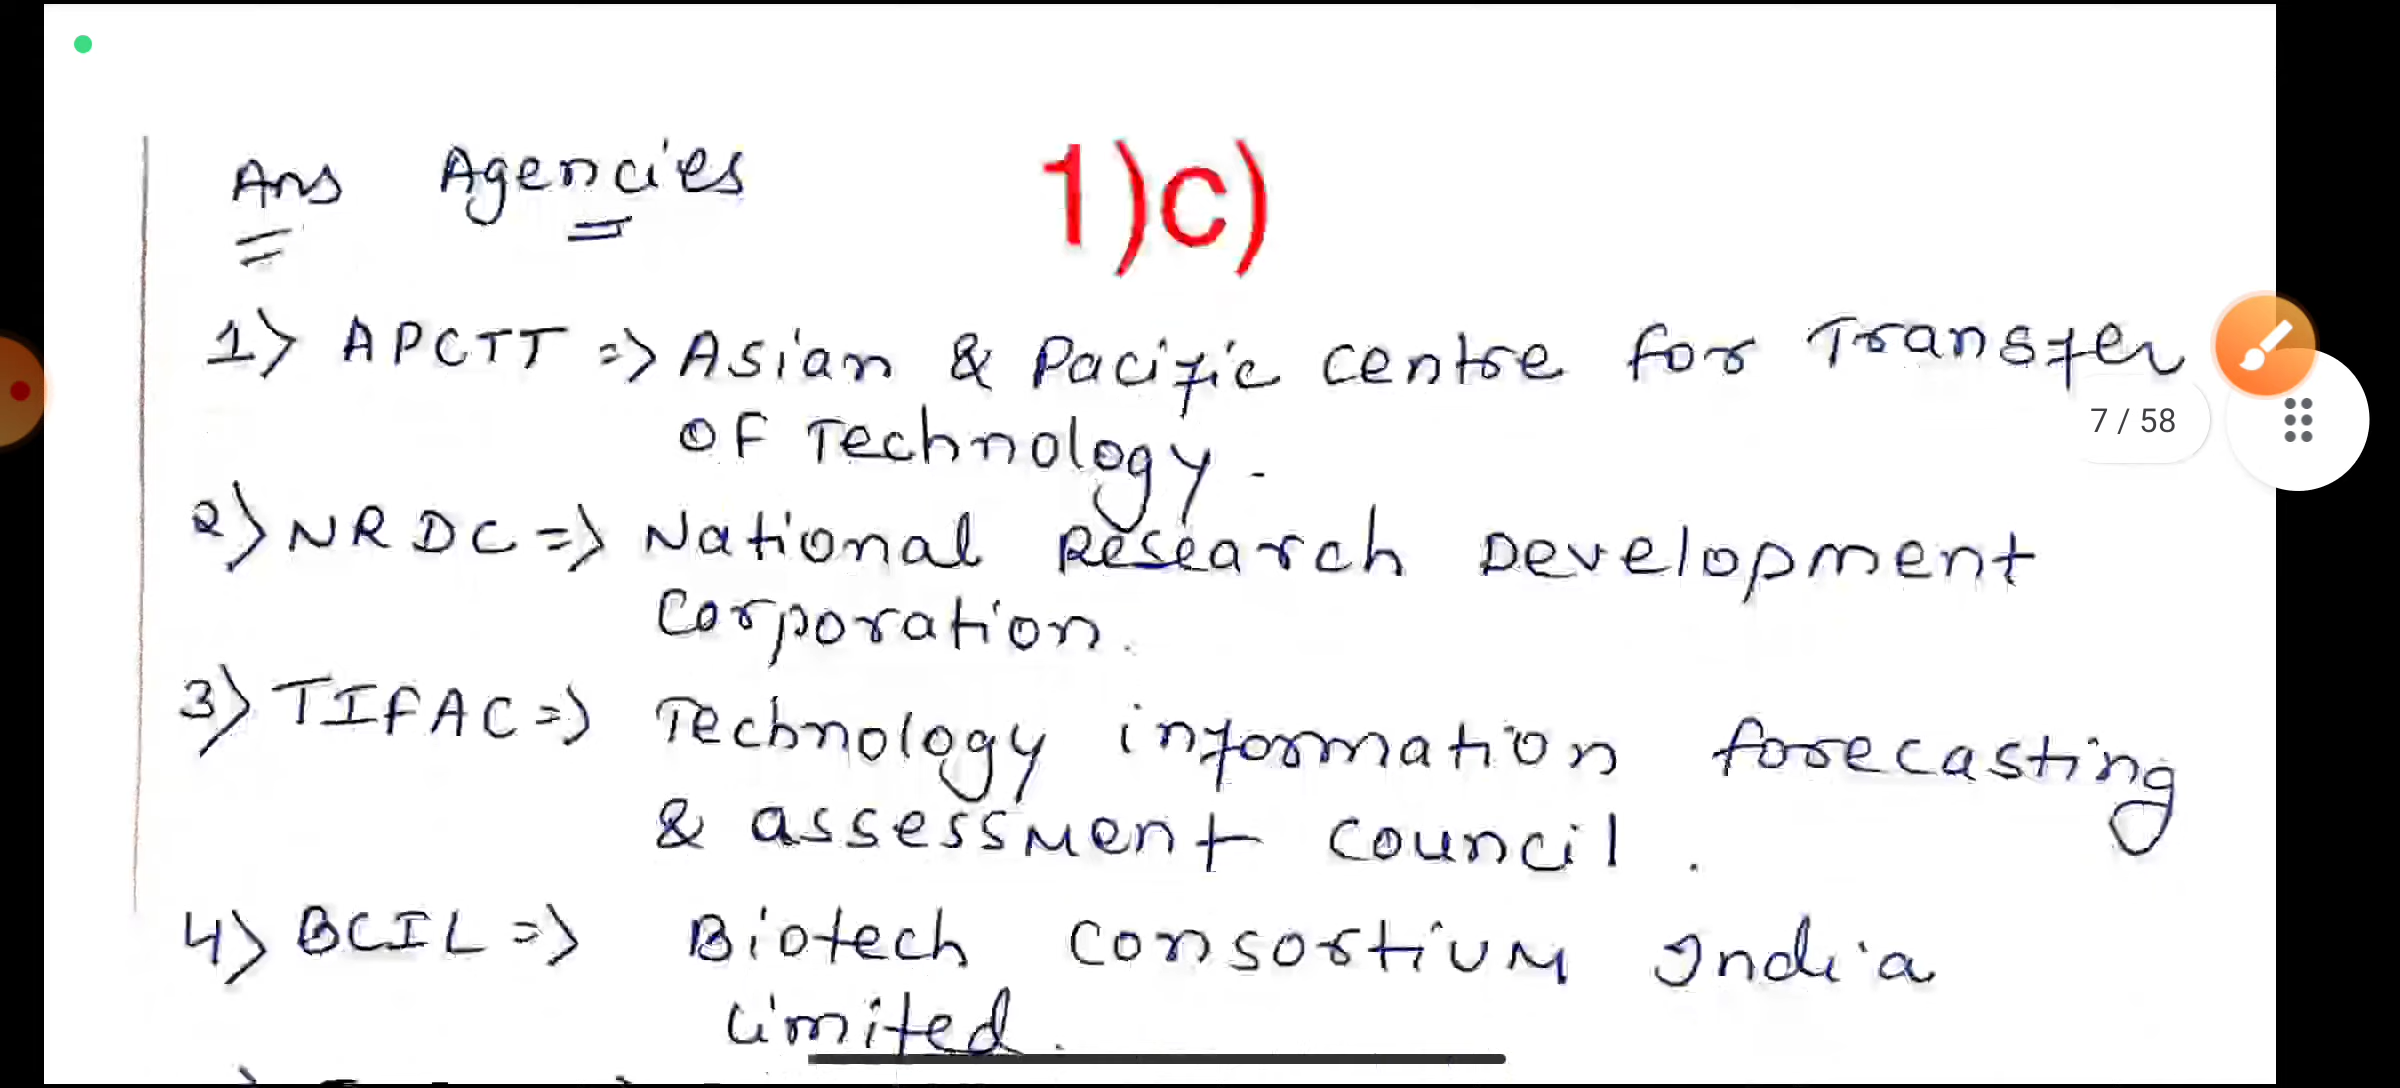 Ans Agencies 1)c)
1) APCTT => Asian & Pacific centre for Transfer
7 / 58
OF Technology.
2) NRDC => National Research Development
Corporation.
3) TIFAC => Technology information forecasting
& assessment council.
4) BCIL => Biotech Consortium India
Limited.